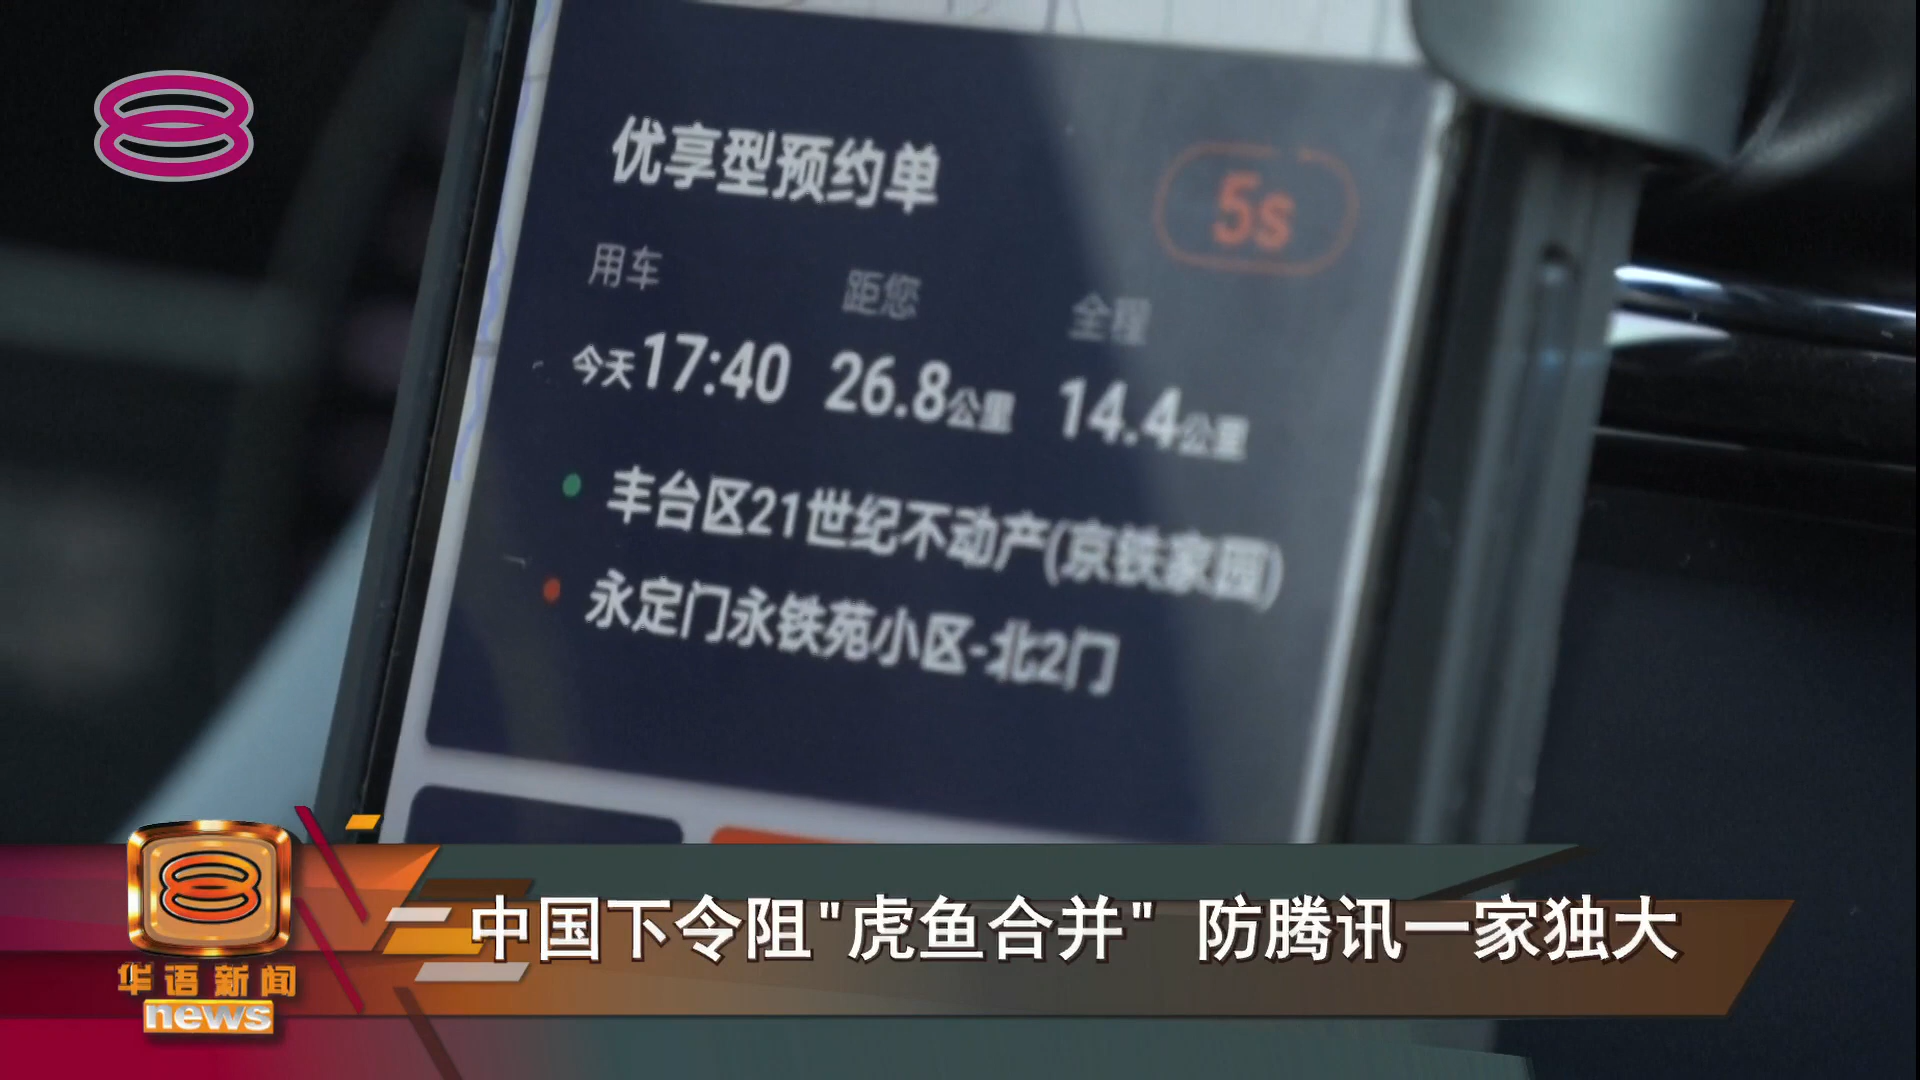 优享型预约单
5s
用车 距您 全程
今天17:40 26.8公里 14.4公里
丰台区21世纪不动产(京铁家园)
永定门永铁苑小区-北2门
中国下令阻"虎鱼合并" 防腾讯一家独大
华语新闻
news